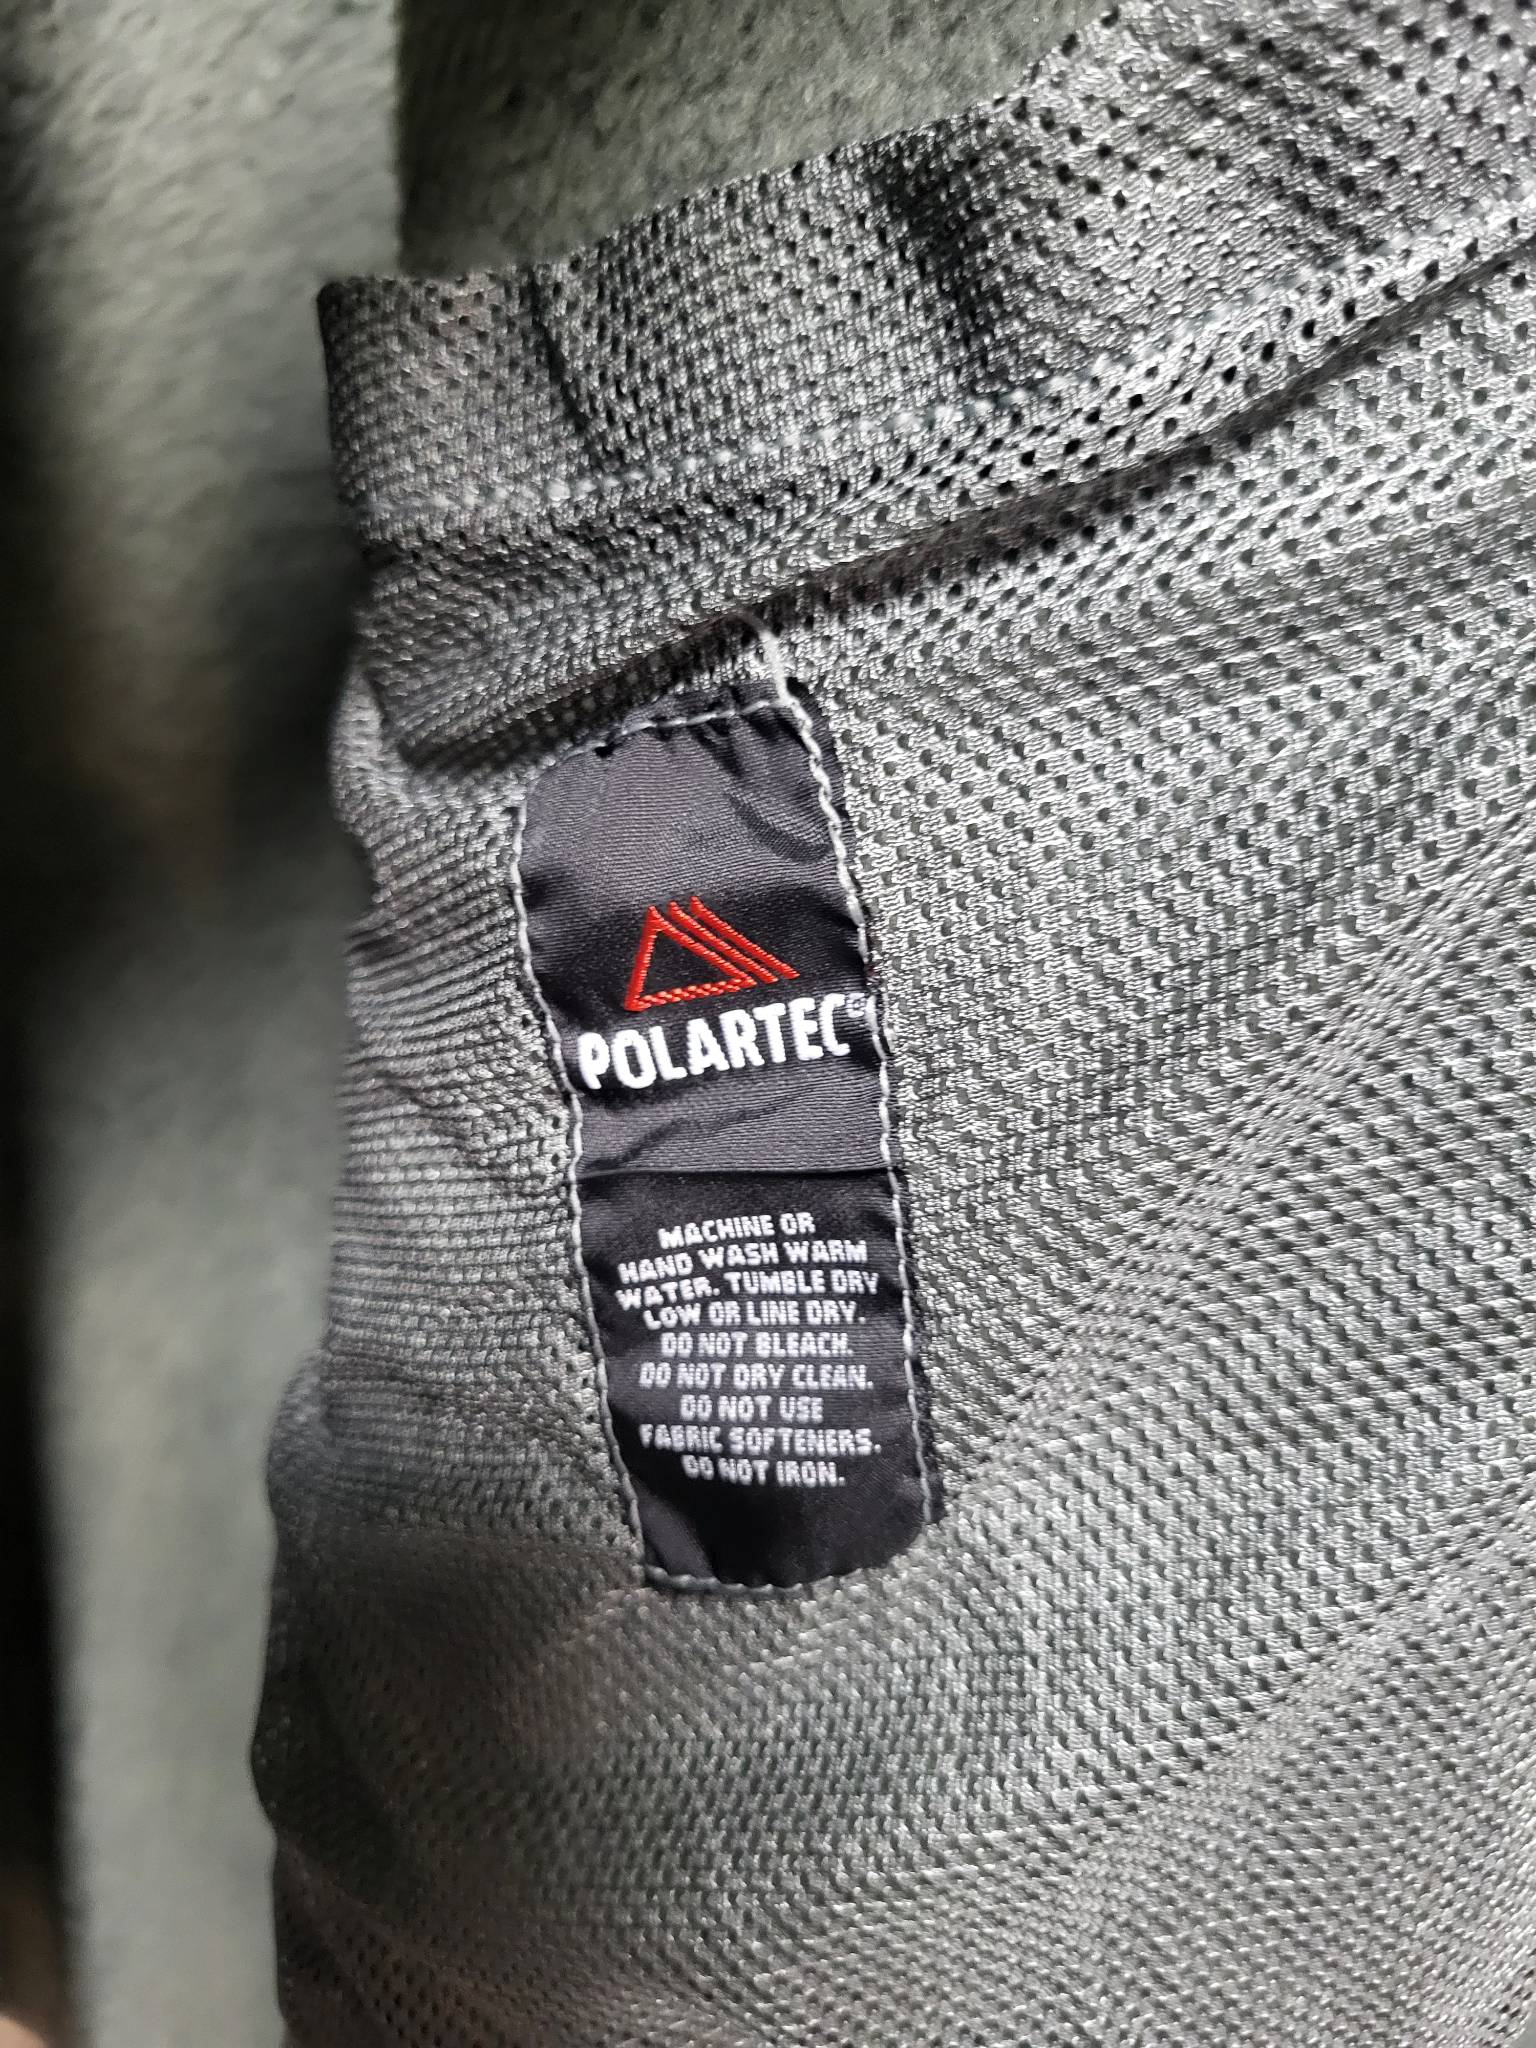 POLARTEC®
MACHINE OR
HAND WASH WARM
WATER. TUMBLE DRY
LOW OR LINE DRY.
DO NOT BLEACH.
DO NOT DRY CLEAN.
DO NOT USE
FABRIC SOFTENERS.
DO NOT IRON.